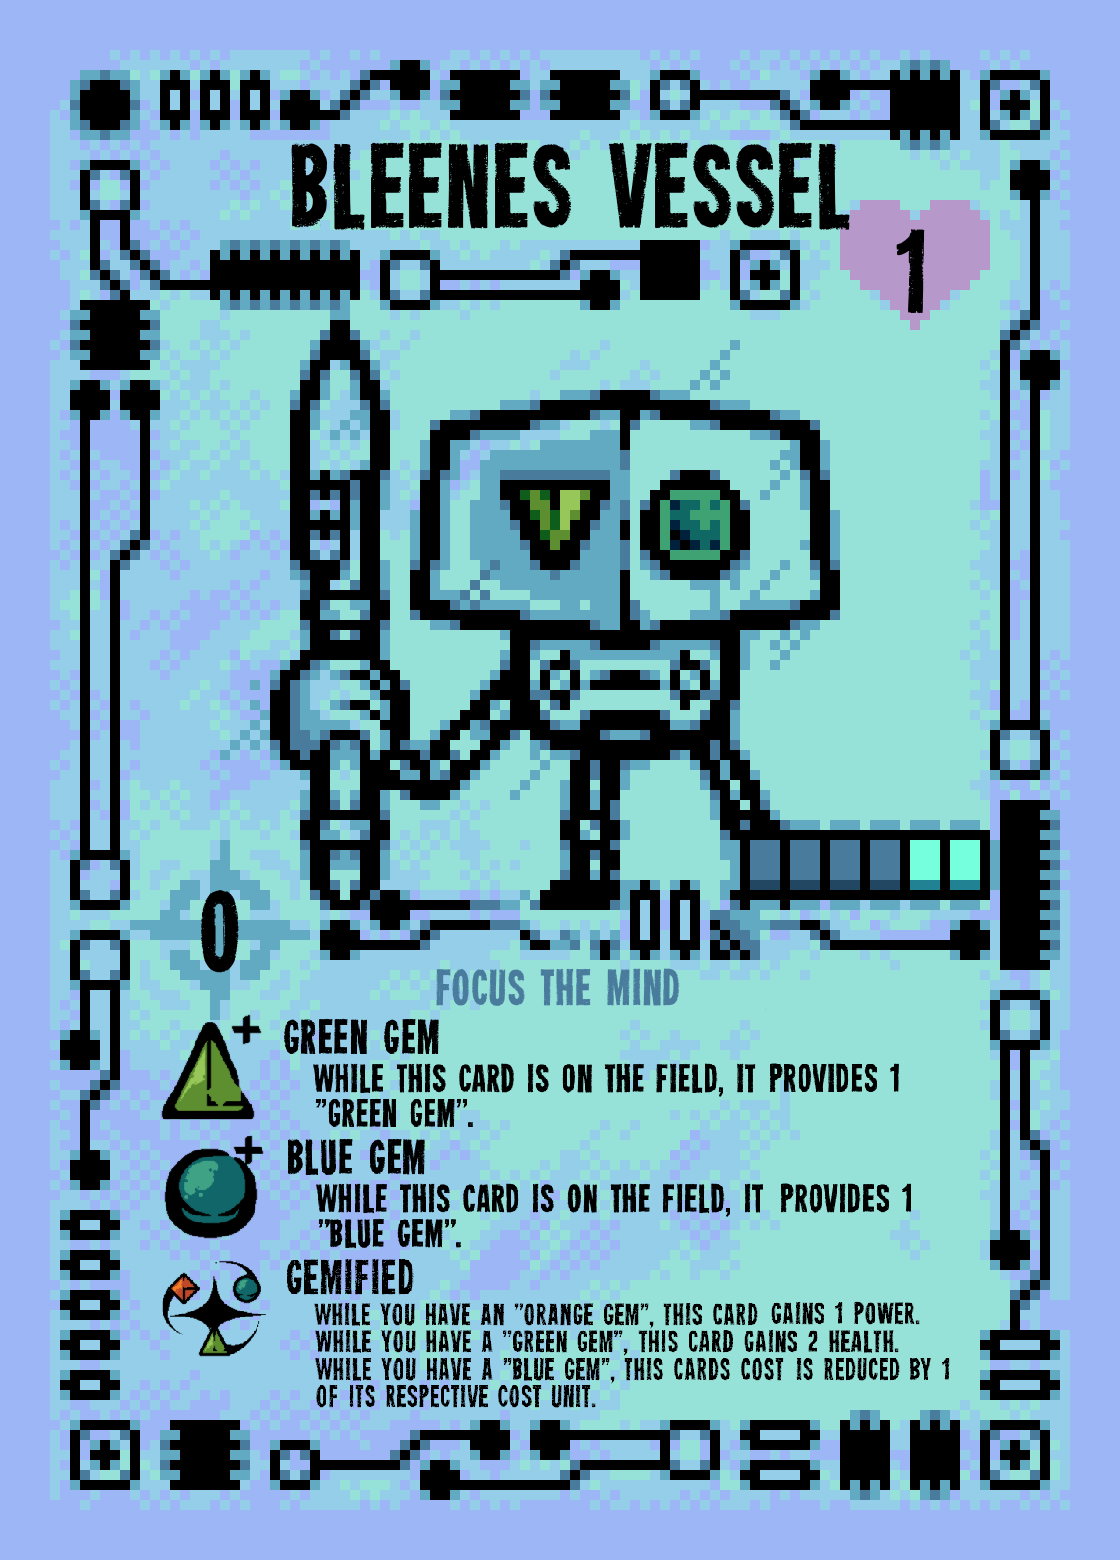 BLEENES VESSEL
1
0
FOCUS THE MIND
GREEN GEM
WHILE THIS CARD IS ON THE FIELD, IT PROVIDES 1
"GREEN GEM".
BLUE GEM
WHILE THIS CARD IS ON THE FIELD, IT PROVIDES 1
"BLUE GEM".
GEMIFIED
WHILE YOU HAVE AN "ORANGE GEM", THIS CARD GAINS 1 POWER.
WHILE YOU HAVE A "GREEN GEM", THIS CARD GAINS 2 HEALTH.
WHILE YOU HAVE A "BLUE GEM", THIS CARDS COST IS REDUCED BY 1
OF ITS RESPECTIVE COST UNIT.